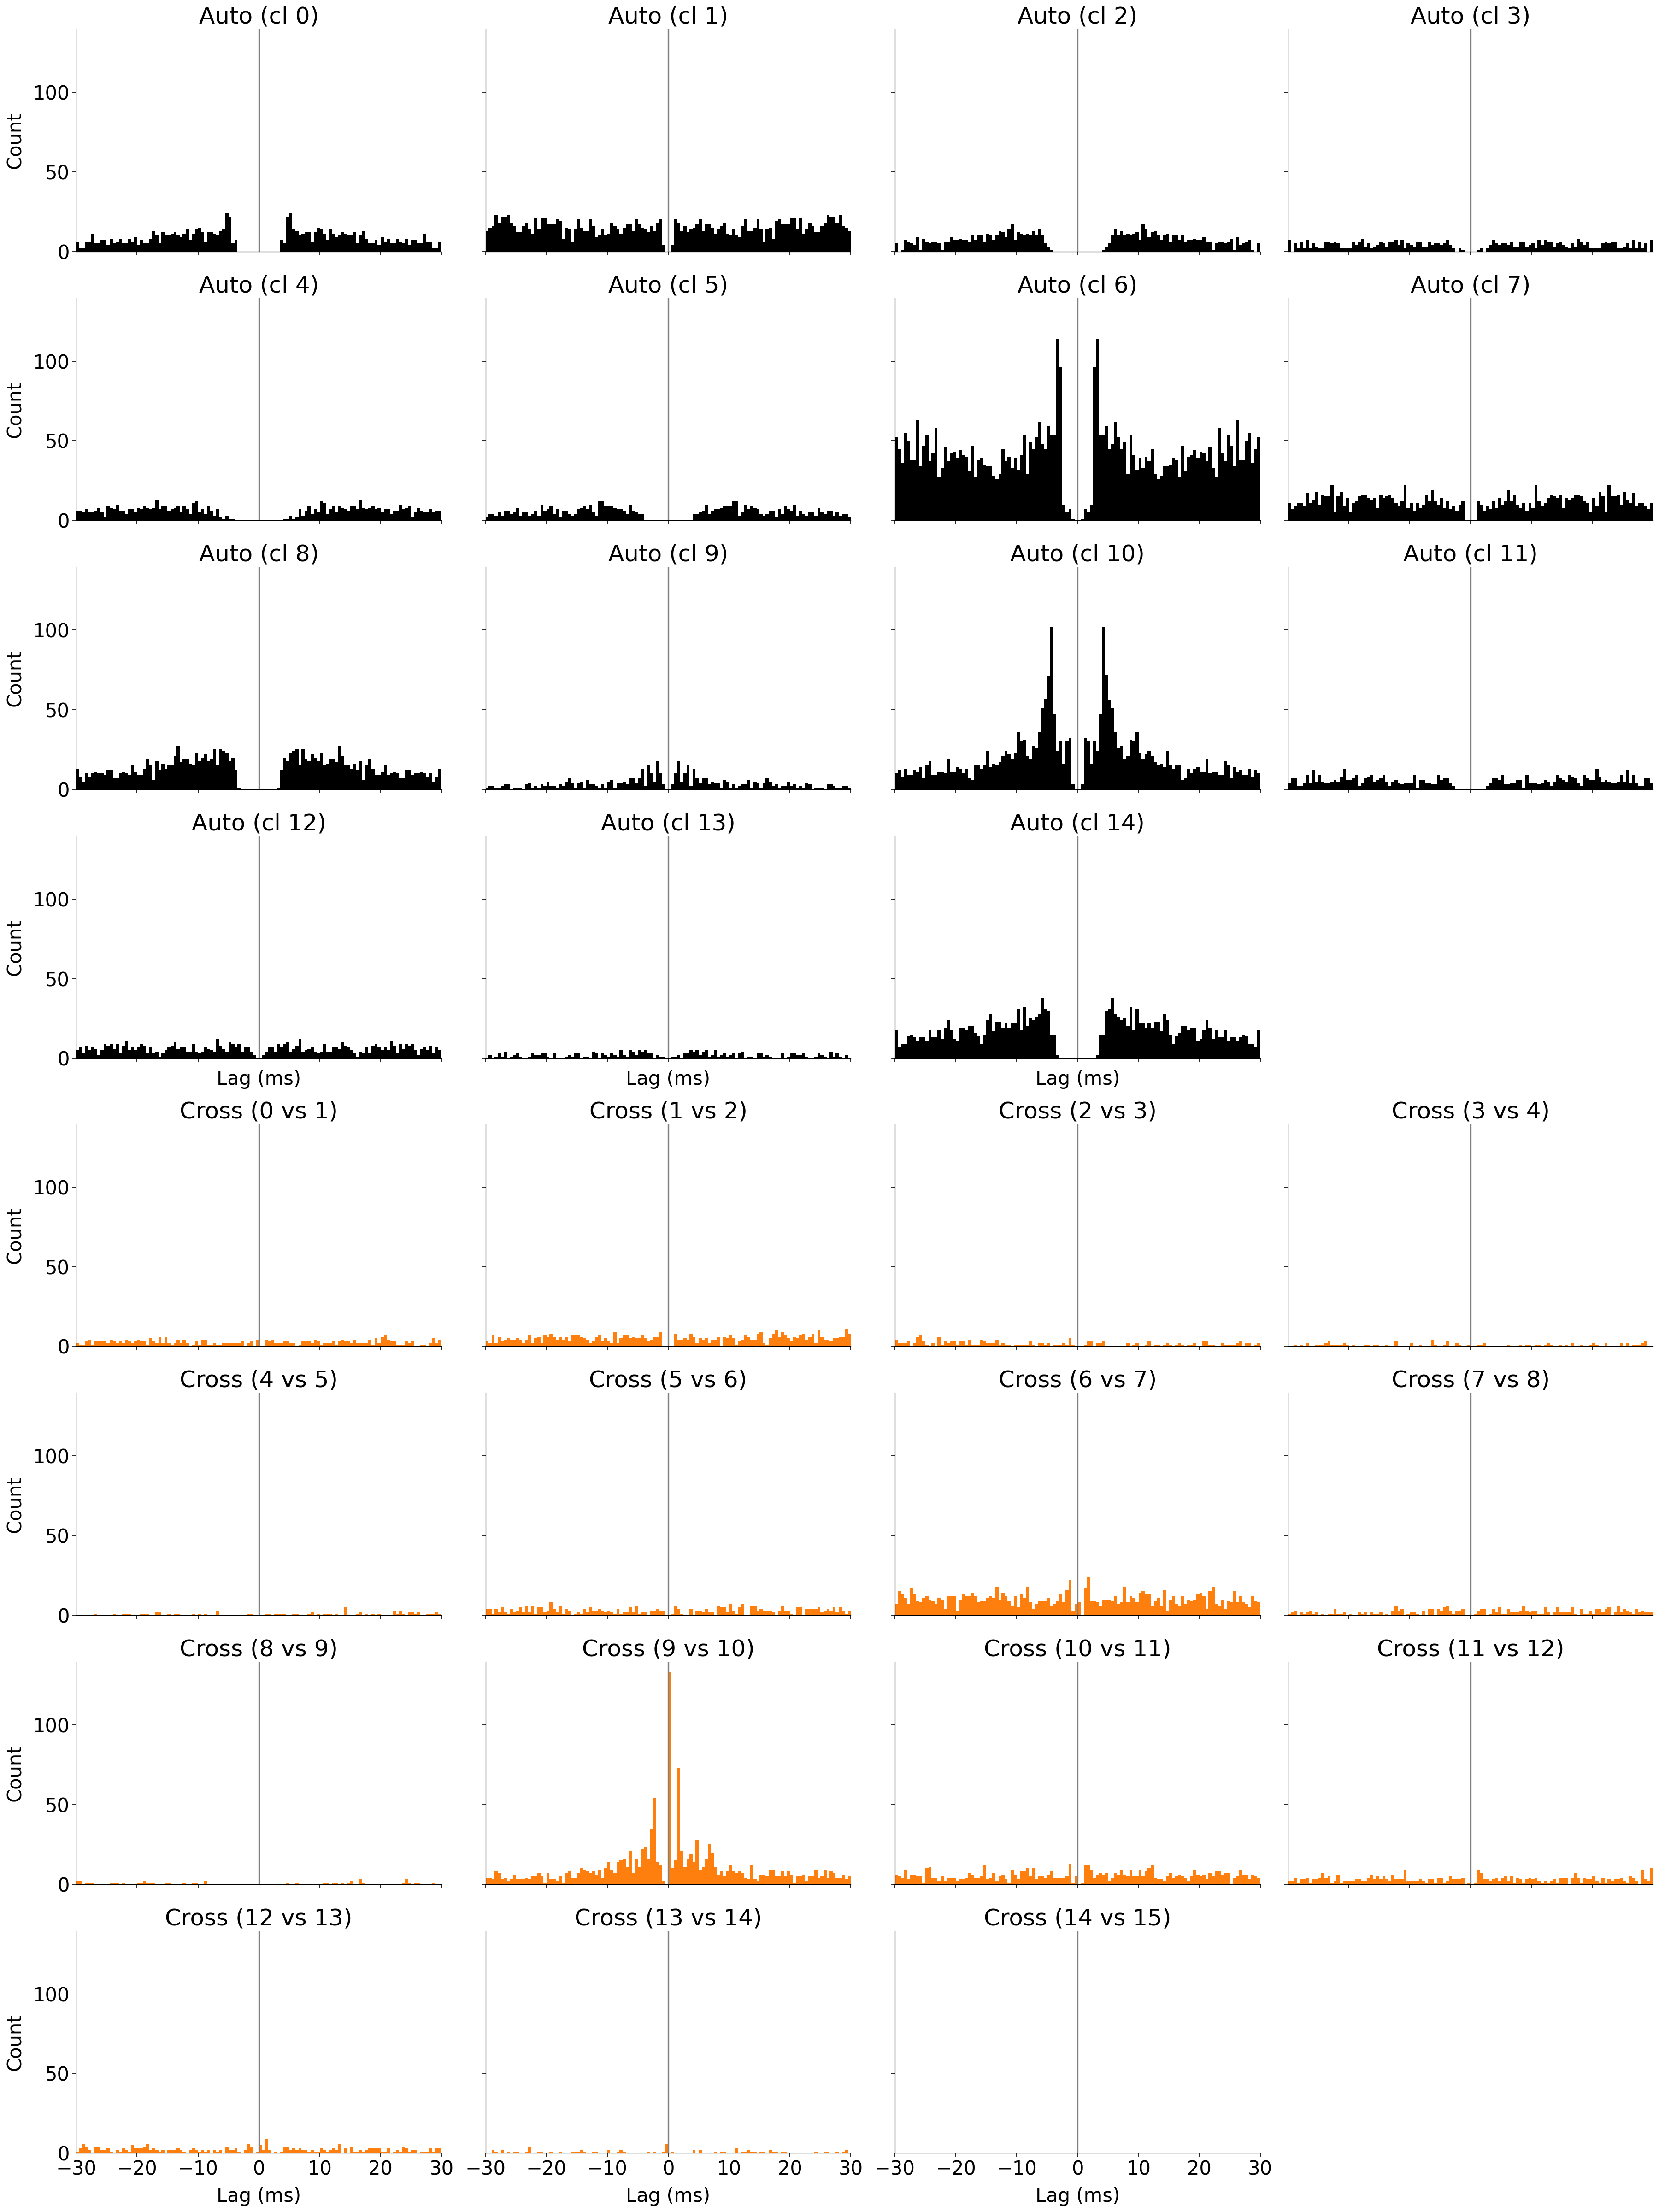 Auto (cl 0) Auto (cl 1) Auto (cl 2) Auto (cl 3)
100
50
0
Count
Auto (cl 4) Auto (cl 5) Auto (cl 6) Auto (cl 7)
100
50
0
Count
Auto (cl 8) Auto (cl 9) Auto (cl 10) Auto (cl 11)
100
50
0
Count
Auto (cl 12) Auto (cl 13) Auto (cl 14)
100
50
0
Count
Lag (ms) Lag (ms) Lag (ms)
Cross (0 vs 1) Cross (1 vs 2) Cross (2 vs 3) Cross (3 vs 4)
100
50
0
Count
Cross (4 vs 5) Cross (5 vs 6) Cross (6 vs 7) Cross (7 vs 8)
100
50
0
Count
Cross (8 vs 9) Cross (9 vs 10) Cross (10 vs 11) Cross (11 vs 12)
100
50
0
Count
Cross (12 vs 13) Cross (13 vs 14) Cross (14 vs 15)
100
50
0
Count
−30 −20 −10 0 10 20 30 −30 −20 −10 0 10 20 30 −30 −20 −10 0 10 20 30
Lag (ms) Lag (ms) Lag (ms)